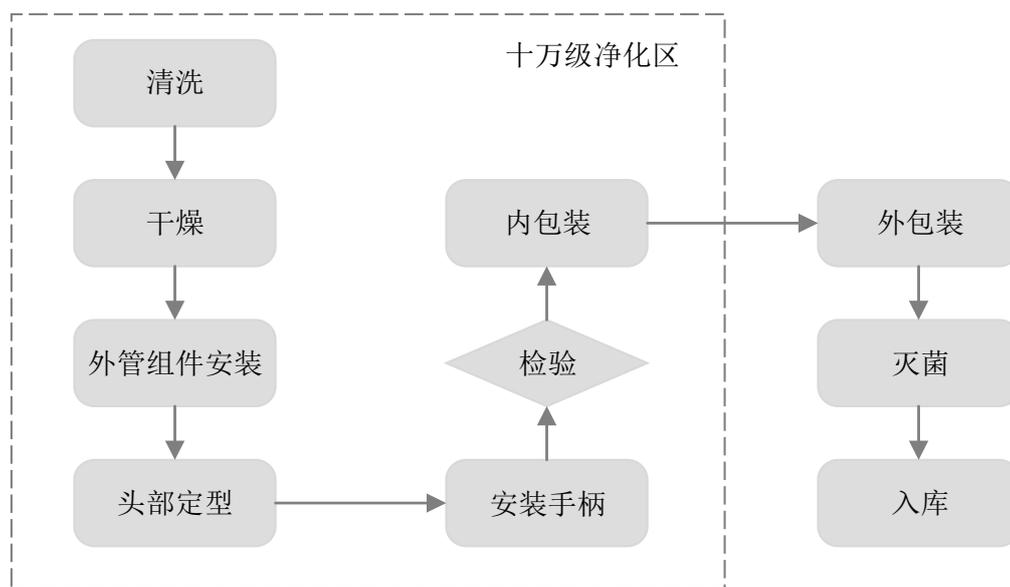 十万级净化区
清洗
干燥
外管组件安装
头部定型
安装手柄
检验
内包装
外包装
灭菌
入库